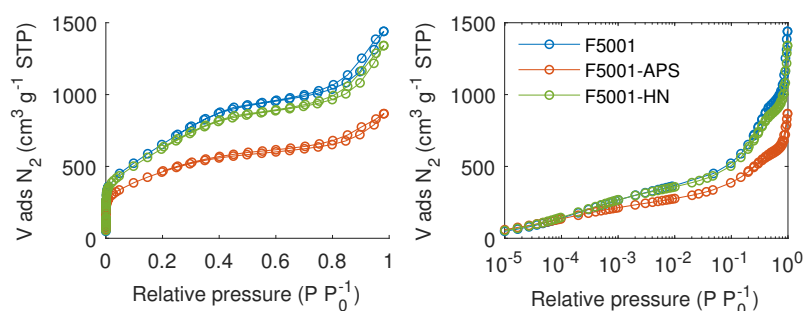 V ads N₂ (cm³ g⁻¹ STP)
1500
1000
500
0
0
0.2
0.4
0.6
0.8
1
Relative pressure (P P₀⁻¹)
V ads N₂ (cm³ g⁻¹ STP)
1500
1000
500
0
F5001
F5001-APS
F5001-HN
10⁻⁵
10⁻⁴
10⁻³
10⁻²
10⁻¹
10⁰
Relative pressure (P P₀⁻¹)